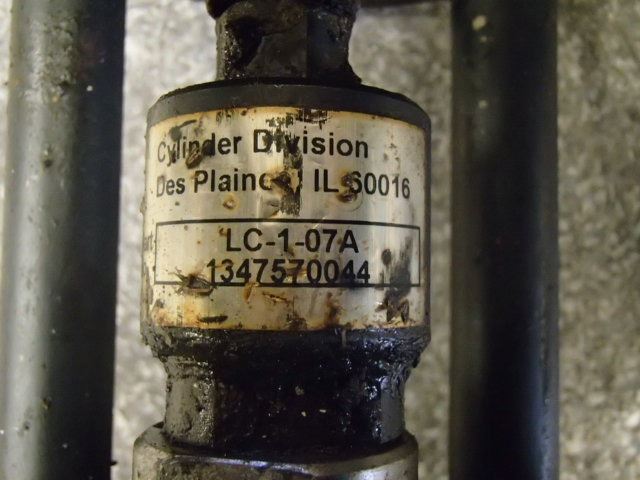 Cylinder Division
Des Plaines IL 60016
LC-1-07A
1347570044